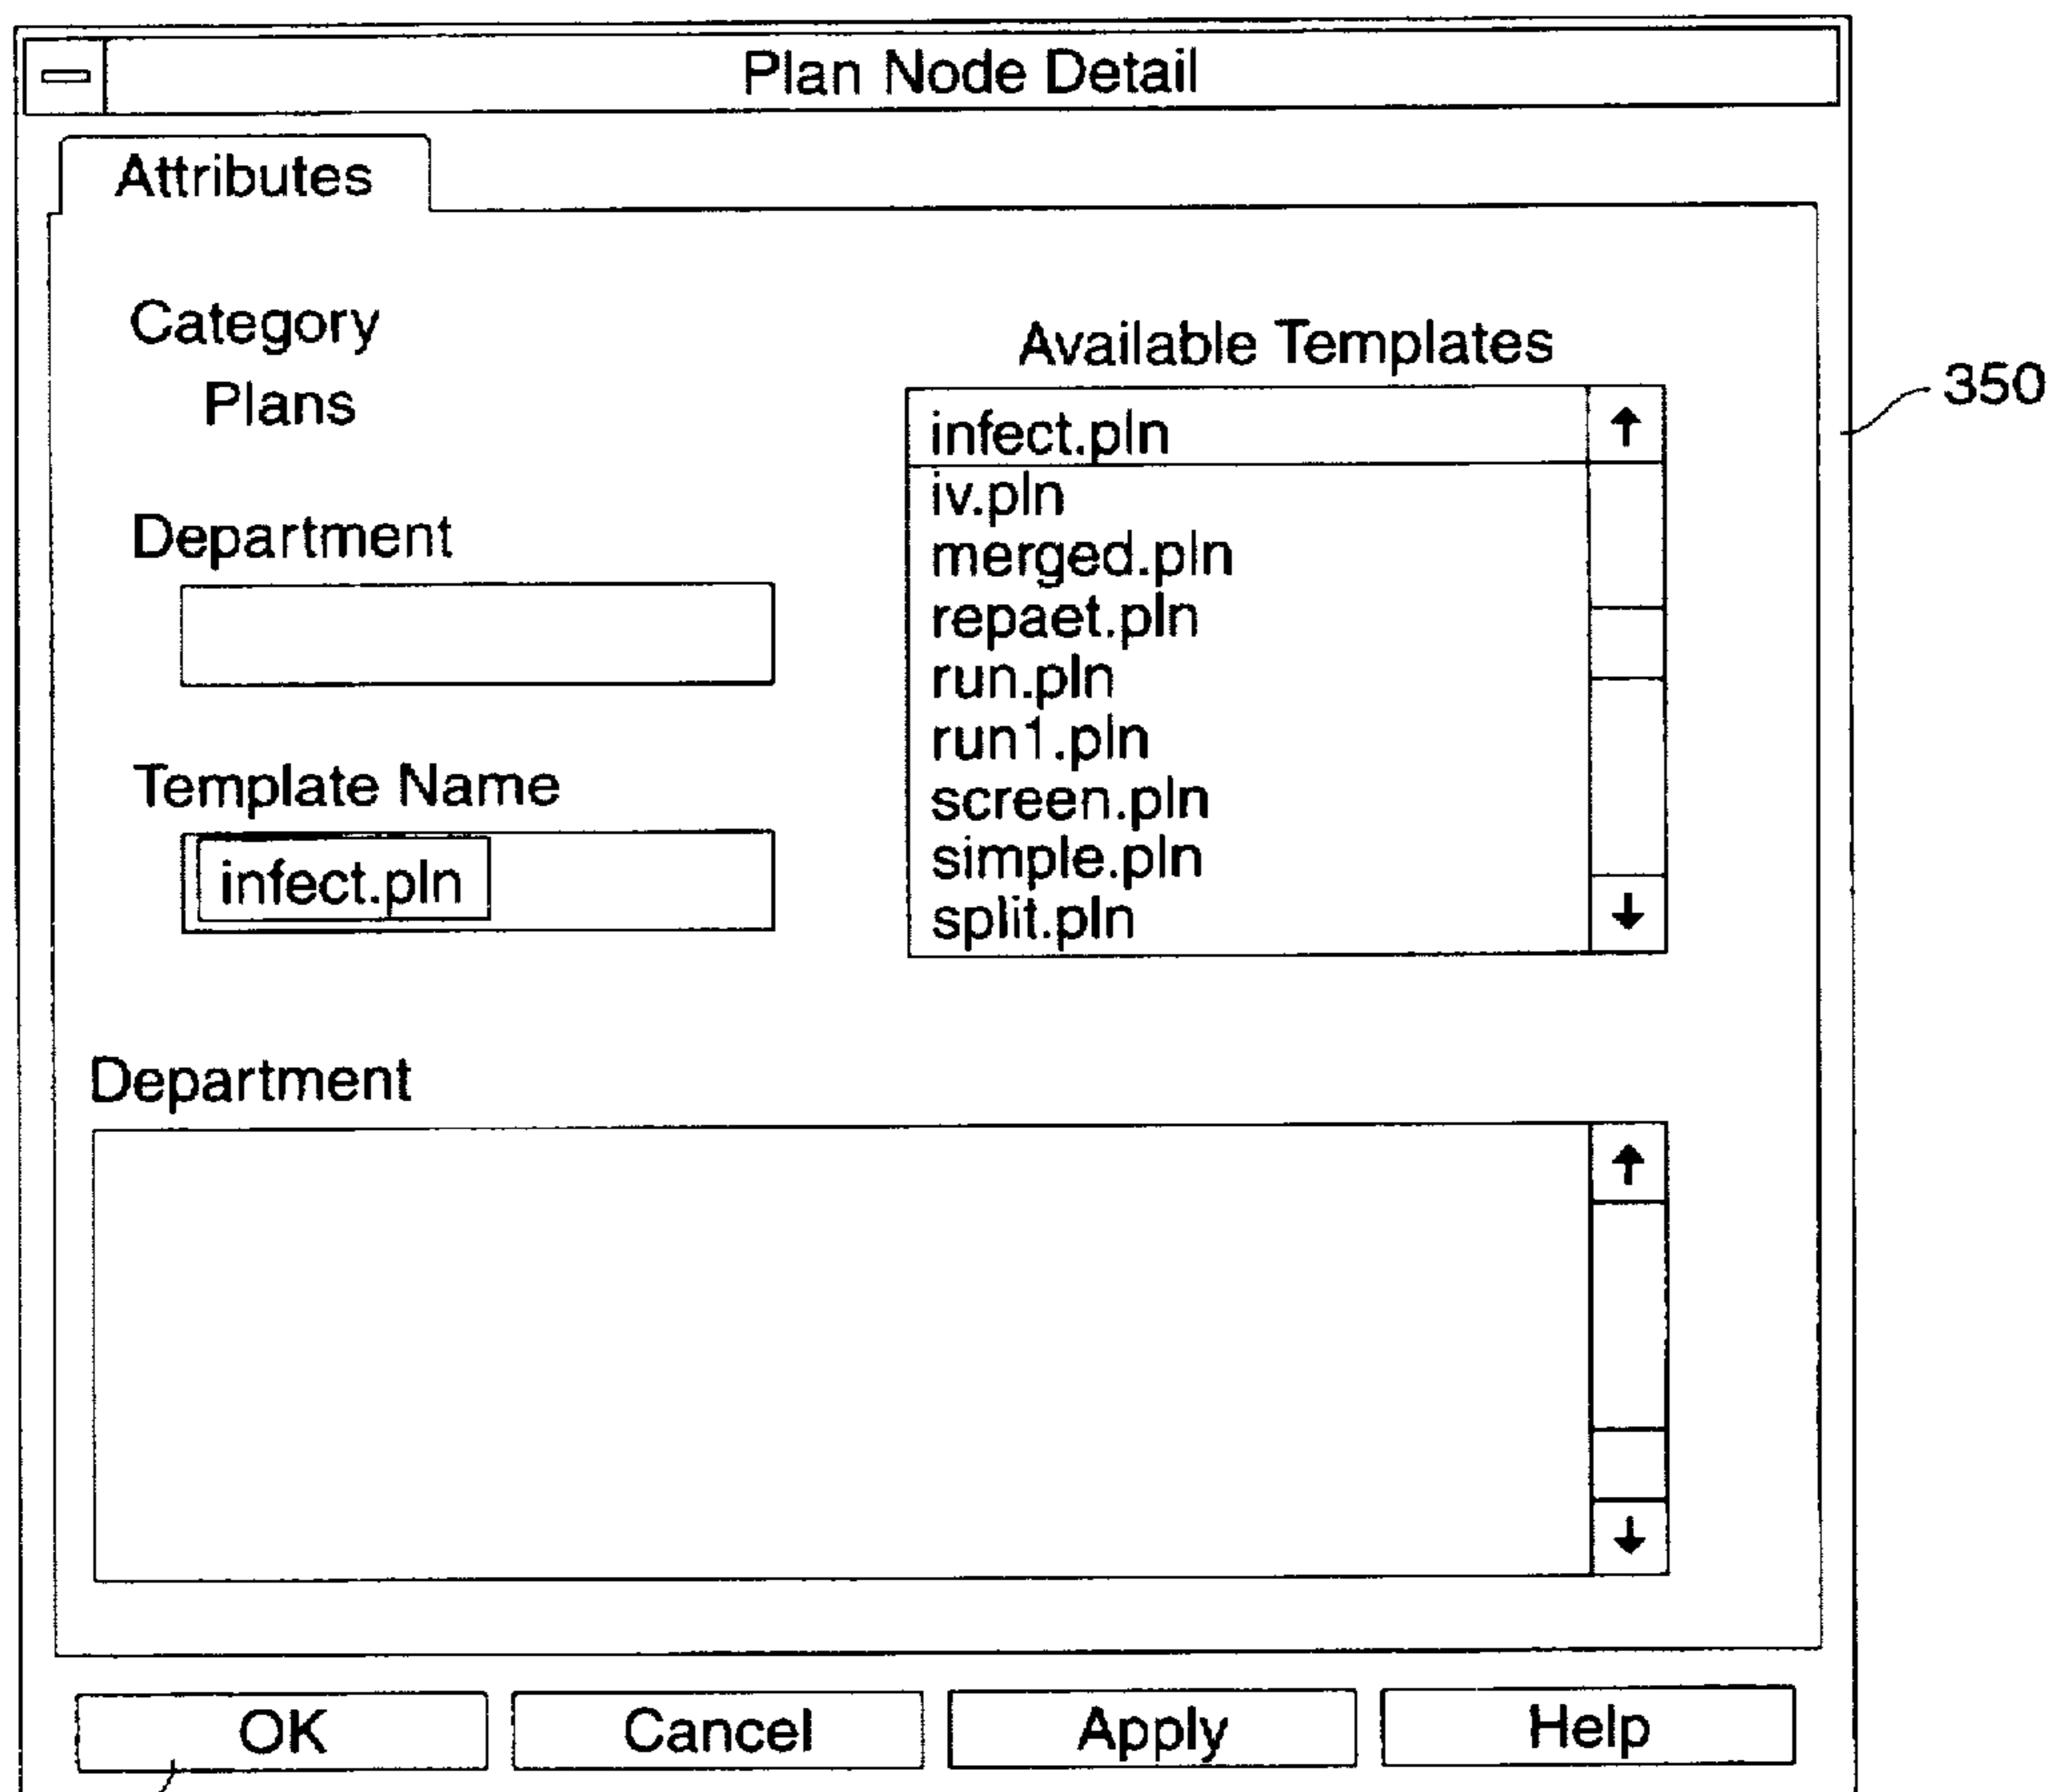 Plan Node Detail
Attributes
Category
Plans
Department
Template Name
infect.pln
Available Templates
infect.pln
iv.pln
merged.pln
repaet.pln
run.pln
run1.pln
screen.pln
simple.pln
split.pln
350
Department
OK
Cancel
Apply
Help